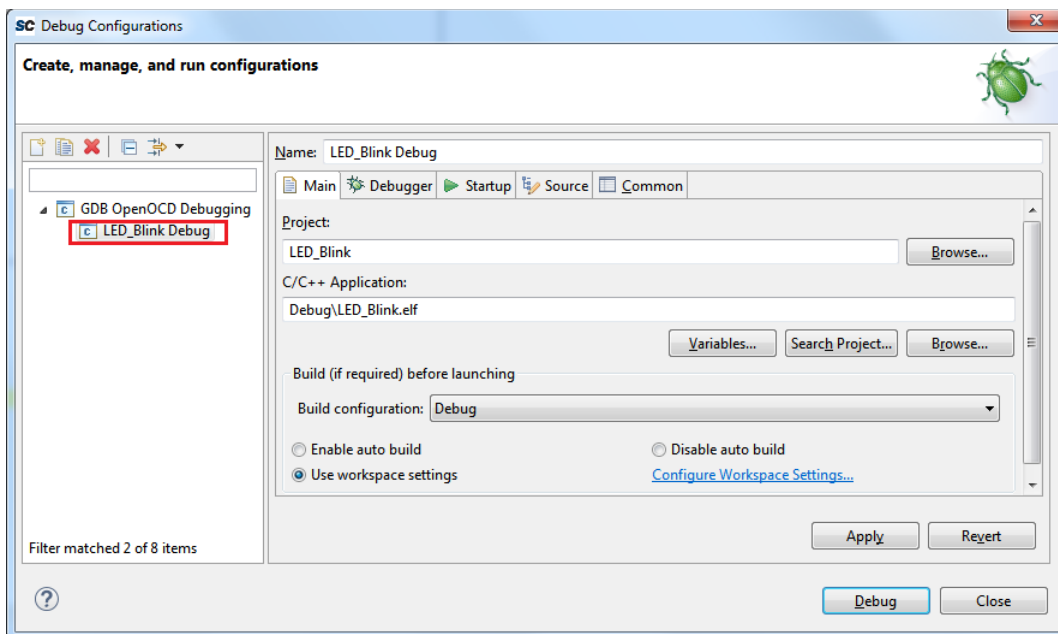 SC Debug Configurations
Create, manage, and run configurations
Name: LED_Blink Debug
Main Debugger Startup Source Common
GDB OpenOCD Debugging
LED_Blink Debug
Filter matched 2 of 8 items
Project:
LED_Blink Browse...
C/C++ Application:
Debug\LED_Blink.elf
Variables... Search Project... Browse...
Build (if required) before launching
Build configuration: Debug
Enable auto build Disable auto build
Use workspace settings Configure Workspace Settings...
Apply Revert
? Debug Close